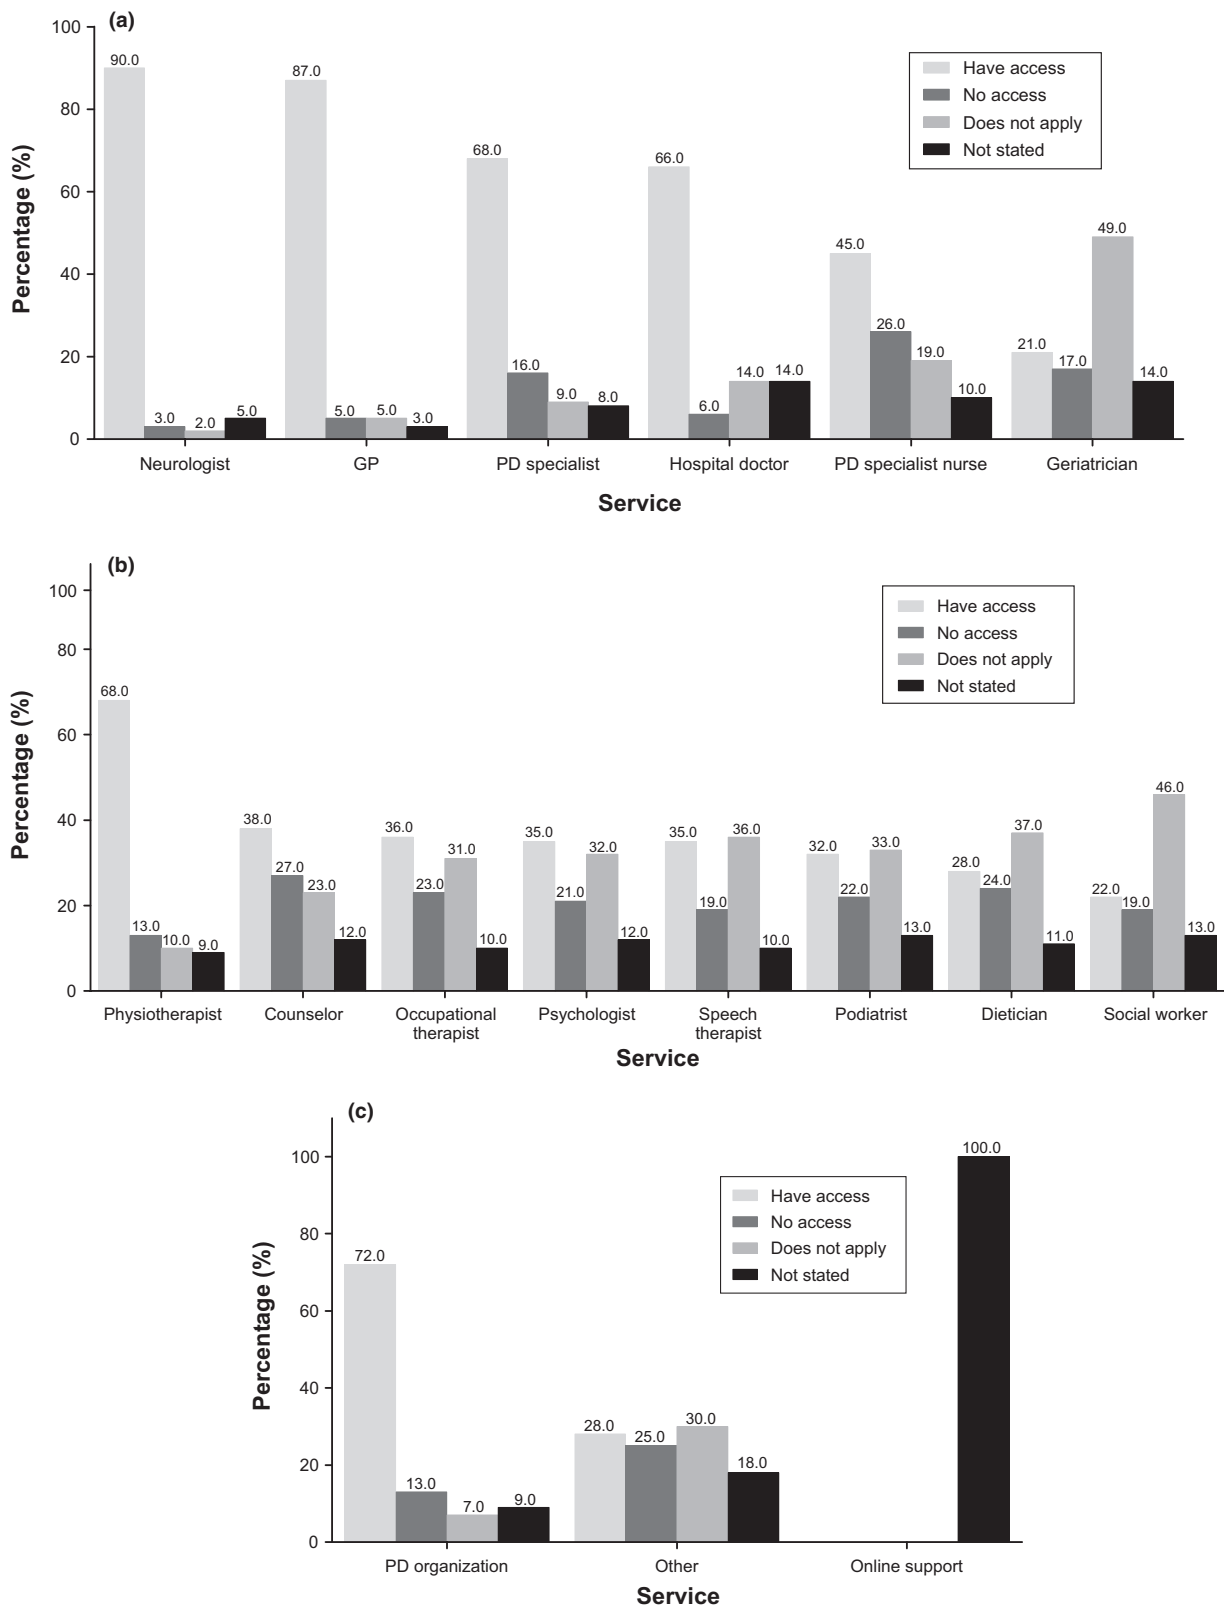 (a)
100
80
60
40
20
0
Percentage (%)
90.0
3.0
2.0
5.0
87.0
5.0
5.0
3.0
68.0
16.0
9.0
8.0
66.0
6.0
14.0
14.0
45.0
26.0
19.0
10.0
21.0
17.0
49.0
14.0
Have access
No access
Does not apply
Not stated
Neurologist
GP
PD specialist
Hospital doctor
PD specialist nurse
Geriatrician
Service
(b)
100
80
60
40
20
0
Percentage (%)
68.0
13.0
10.0
9.0
38.0
27.0
23.0
12.0
36.0
23.0
31.0
10.0
35.0
21.0
32.0
12.0
35.0
19.0
36.0
10.0
32.0
22.0
33.0
13.0
28.0
24.0
37.0
11.0
22.0
19.0
46.0
13.0
Have access
No access
Does not apply
Not stated
Physiotherapist
Counselor
Occupational
therapist
Psychologist
Speech
therapist
Podiatrist
Dietician
Social worker
Service
(c)
100
80
60
40
20
0
Percentage (%)
72.0
13.0
7.0
9.0
28.0
25.0
30.0
18.0
100.0
Have access
No access
Does not apply
Not stated
PD organization
Other
Online support
Service